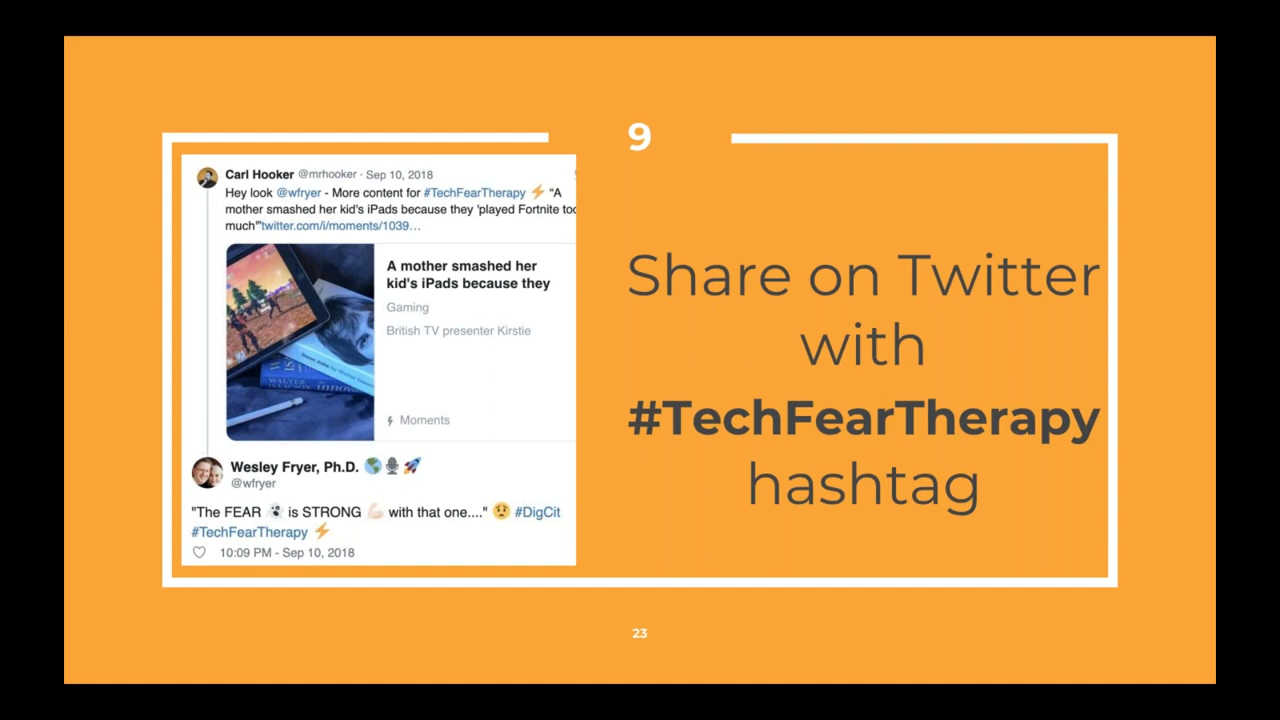 9
Carl Hooker @mrhooker · Sep 10, 2018
Hey look @wfryer - More content for #TechFearTherapy ⚡ "A
mother smashed her kid's iPads because they 'played Fortnite too
much'"twitter.com/i/moments/1039…
A mother smashed her
kid's iPads because they
Gaming
British TV presenter Kirstie
Moments
WALTER ISAACSON
Wesley Fryer, Ph.D. 🌎🎙🚀
@wfryer
"The FEAR 👻 is STRONG 💪🏻 with that one...." 😟 #DigCit
#TechFearTherapy ⚡
10:09 PM - Sep 10, 2018
Share on Twitter
with
#TechFearTherapy
hashtag
23